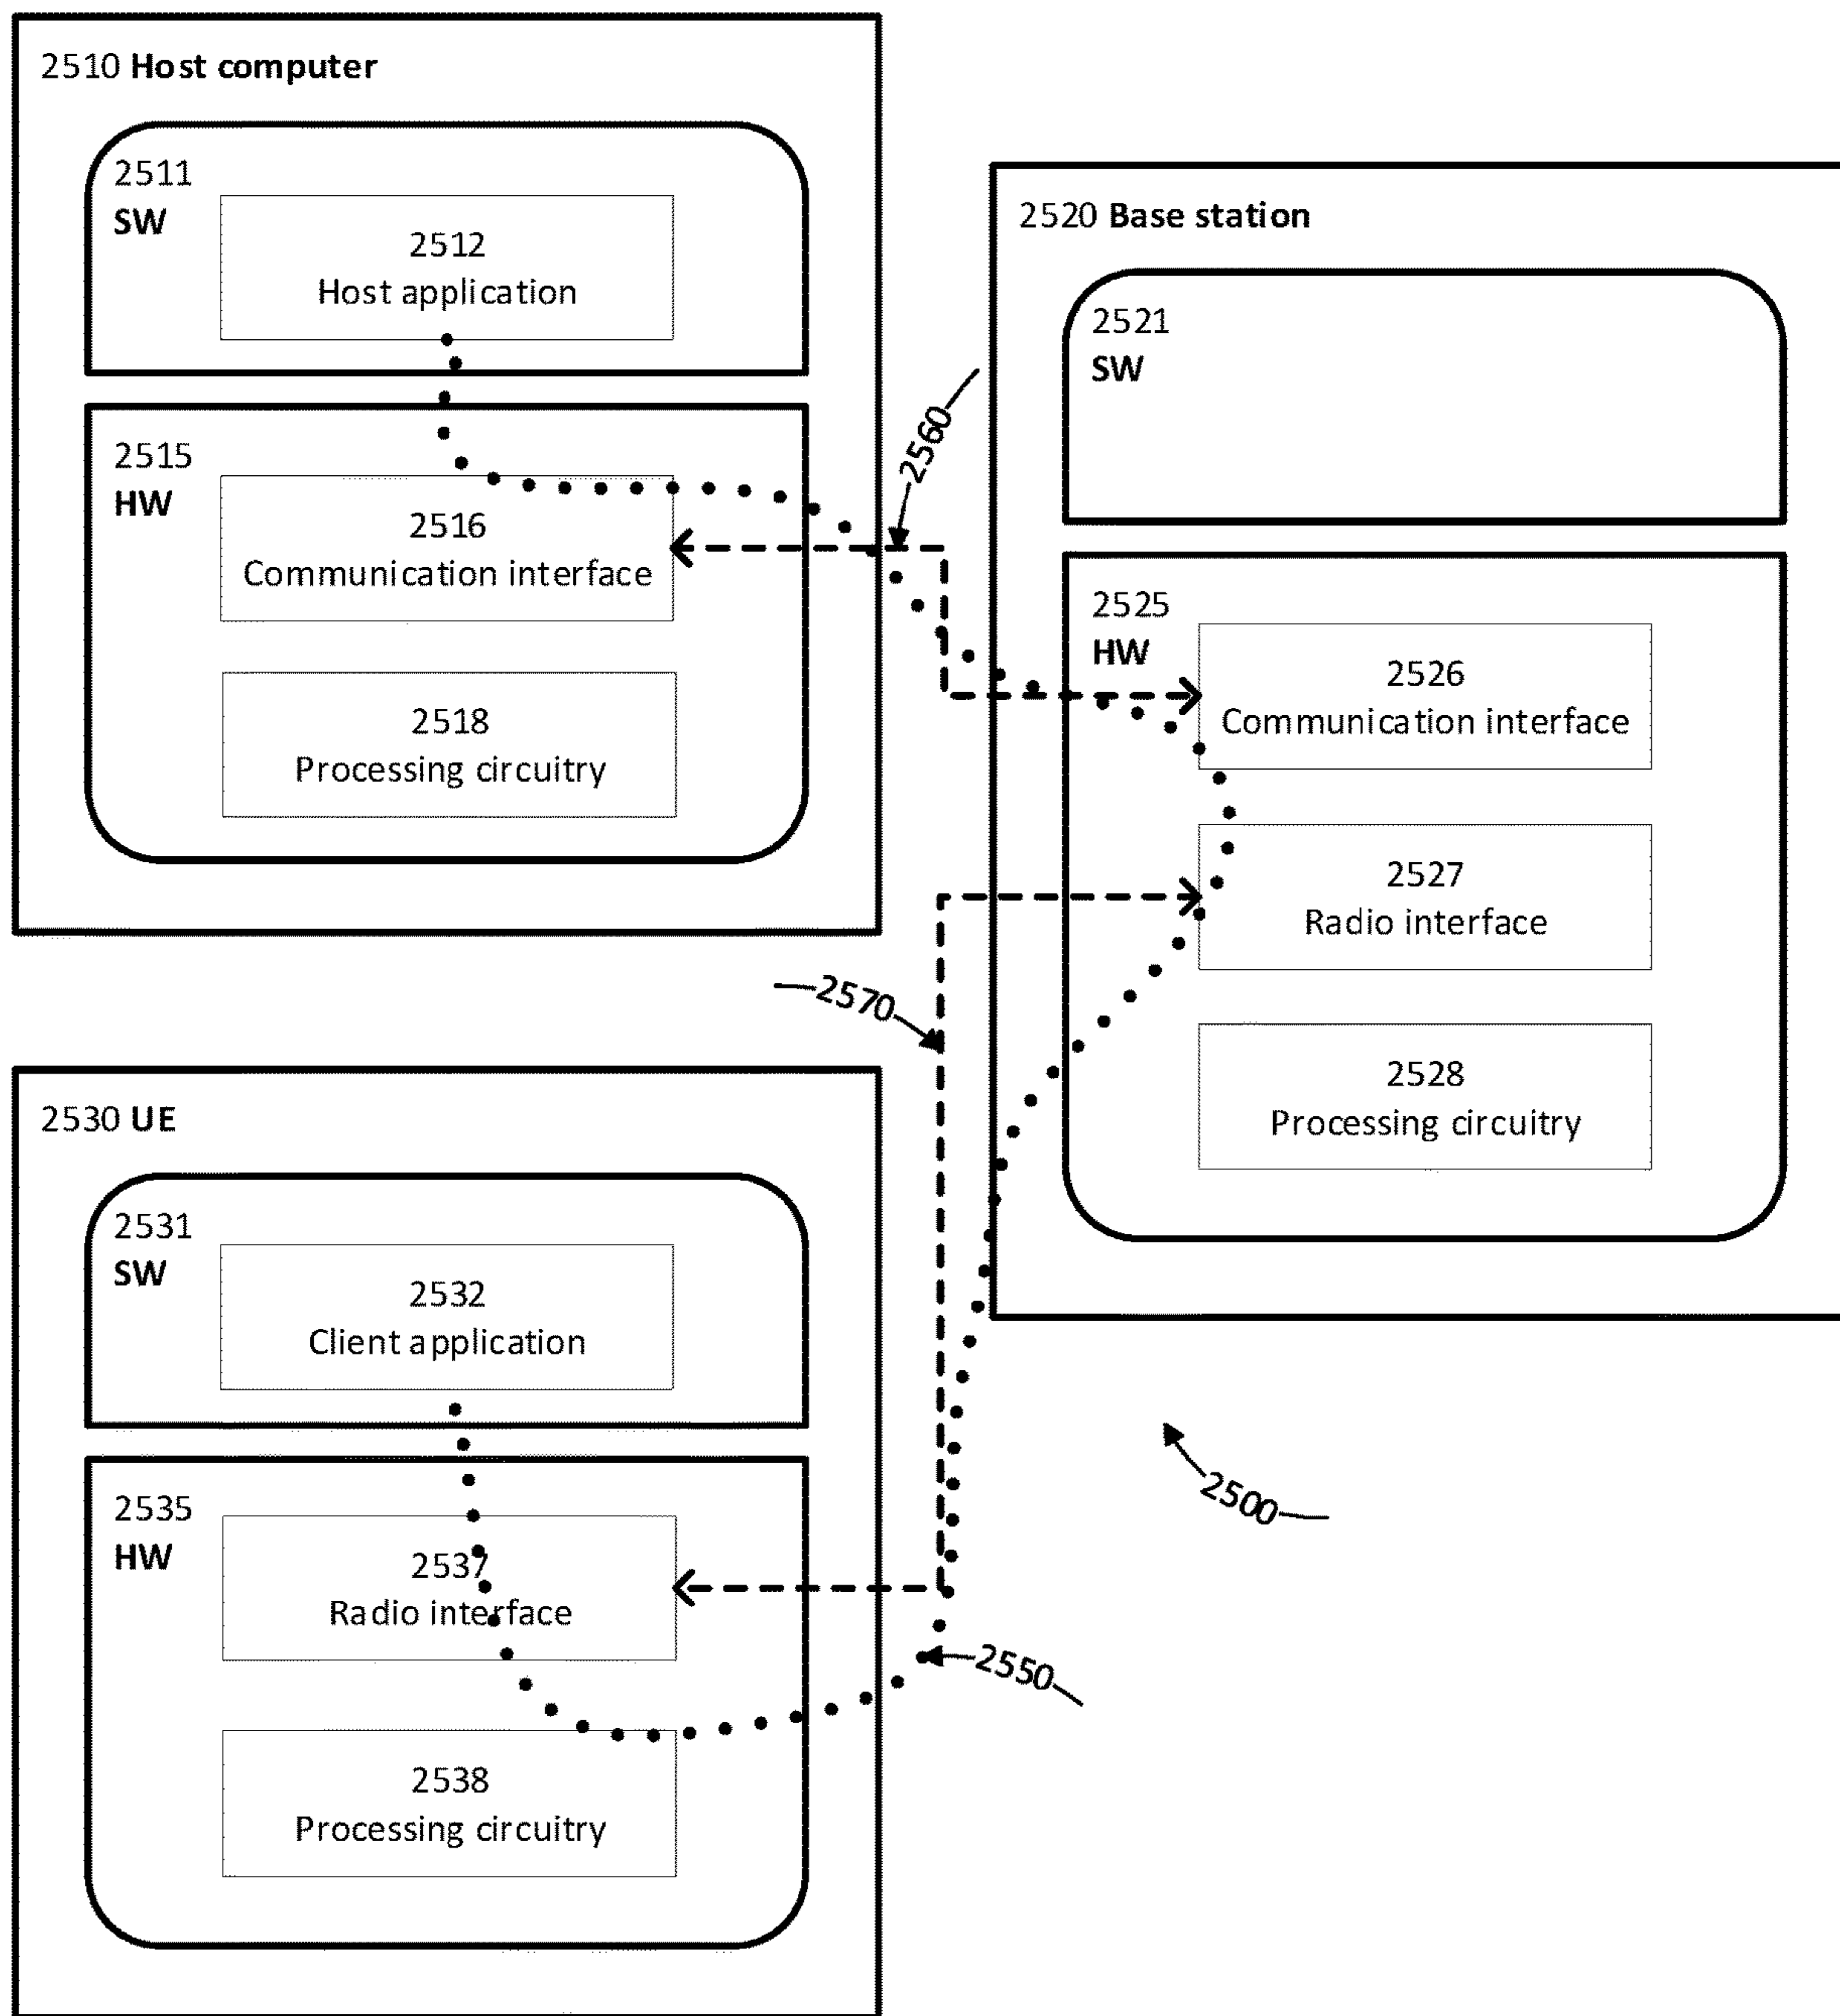 2510 Host computer
2511
SW
2512
Host application
2515
HW
2516
Communication interface
2518
Processing circuitry
2560
2520 Base station
2521
SW
2525
HW
2526
Communication interface
2527
Radio interface
2528
Processing circuitry
2570
2530 UE
2531
SW
2532
Client application
2535
HW
2537
Radio interface
2538
Processing circuitry
2500
2550